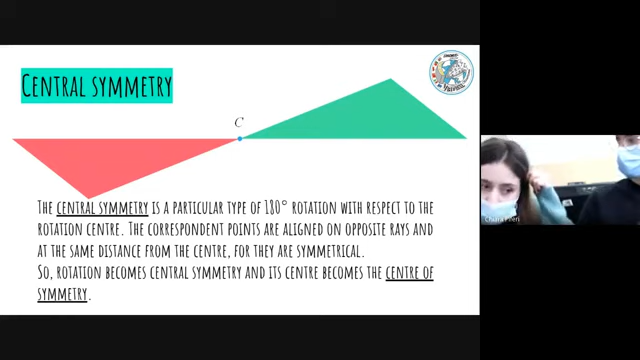 Central symmetry
C
The central symmetry is a particular type of 180° rotation with respect to the
rotation centre. The correspondent points are aligned on opposite rays and
at the same distance from the centre, for they are symmetrical.
So, rotation becomes central symmetry and its centre becomes the centre of
symmetry.